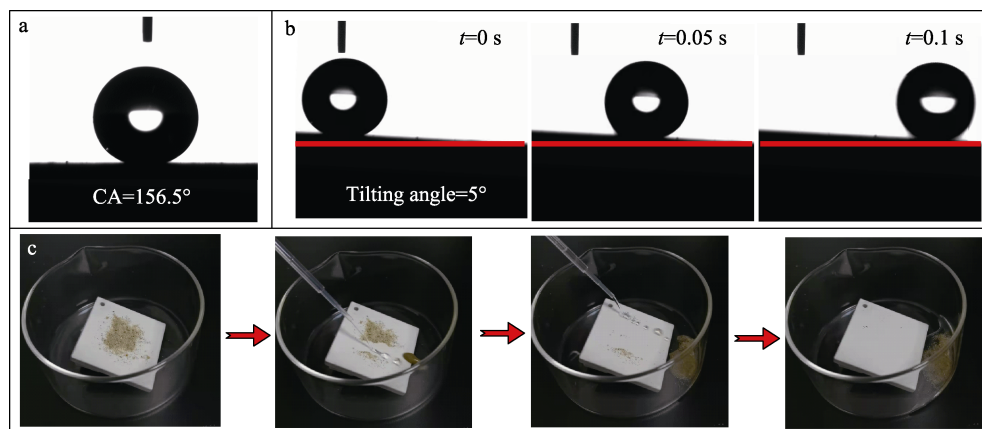 a
CA=156.5°
b
t=0 s
t=0.05 s
t=0.1 s
Tilting angle=5°
c